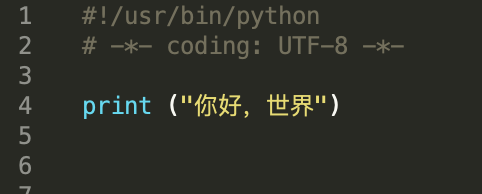 1 #!/usr/bin/python
2 # -*- coding: UTF-8 -*-
3
4 print ("你好，世界")
5
6
7